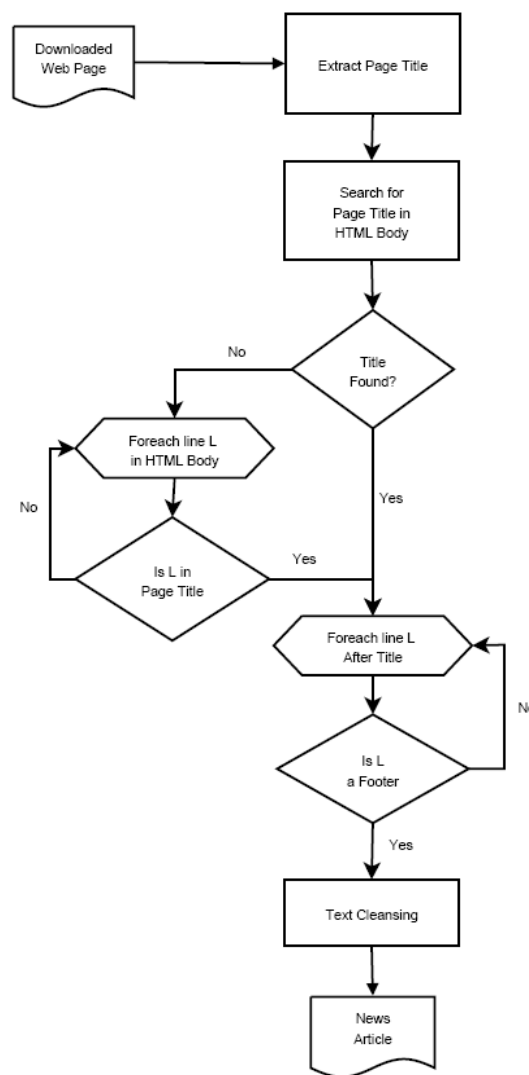 Downloaded
Web Page
Extract Page Title
Search for
Page Title in
HTML Body
Title
Found?
No
Foreach line L
in HTML Body
Yes
No
Is L in
Page Title
Yes
Foreach line L
After Title
No
Is L
a Footer
Yes
Text Cleansing
News
Article